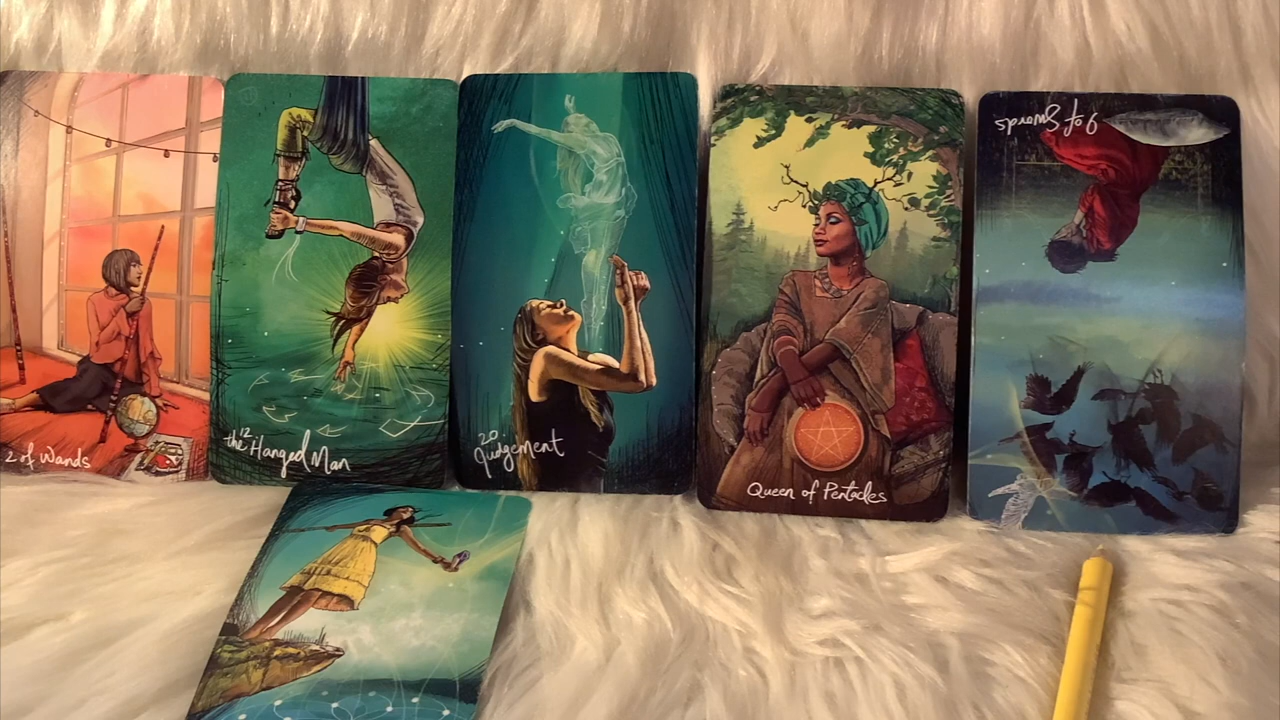 2 of Wands
12
the Hanged Man
20
Judgement
Queen of Pentacles
9 of Swords